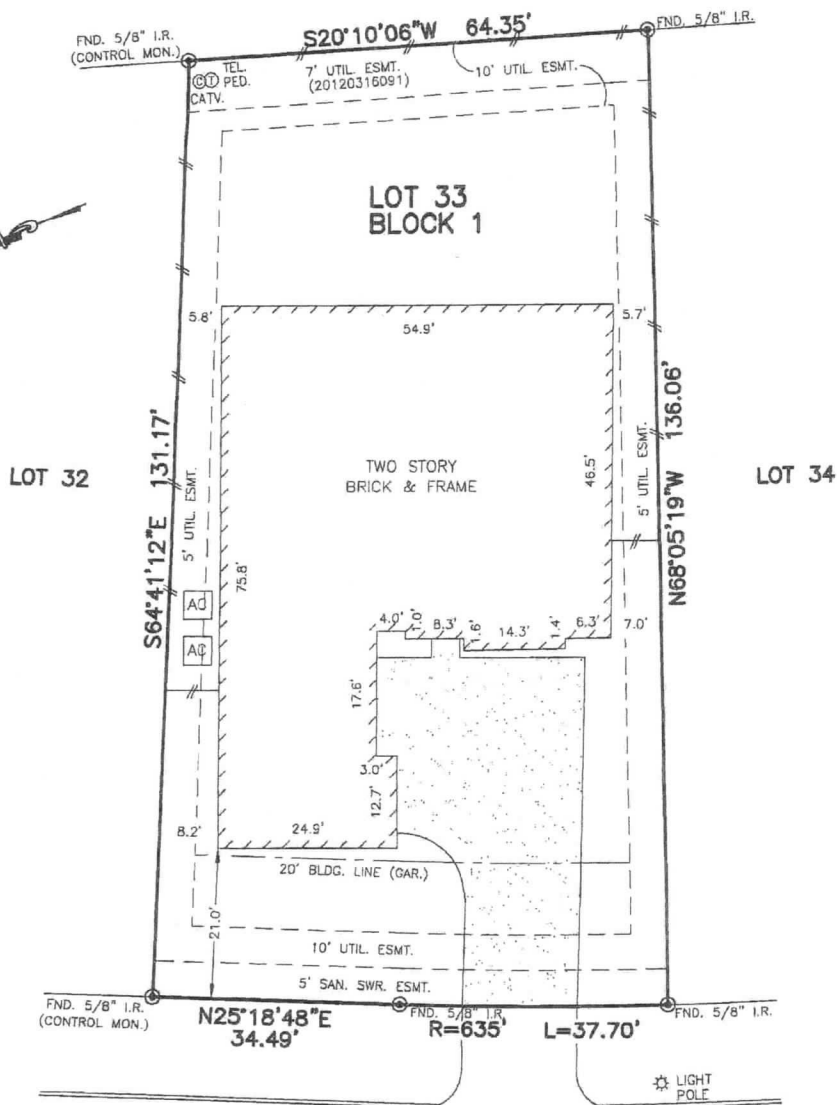 FND. 5/8" I.R.
(CONTROL MON.)
S20°10'06"W 64.35'
FND. 5/8" I.R.
C T
TEL.
PED.
CATV.
7' UTIL. ESMT.
(20120316091)
10' UTIL. ESMT.
LOT 33
BLOCK 1
5.8'
54.9'
5.7'
LOT 32
S64°41'12"E 131.17'
5' UTIL. ESMT.
75.8'
TWO STORY
BRICK & FRAME
46.5'
5' UTIL. ESMT.
N68°05'19"W 136.06'
LOT 34
AC
AC
4.0'
1.0'
8.3'
1.6'
14.3'
1.4'
6.3'
7.0'
17.6'
3.0'
12.7'
8.2'
24.9'
20' BLDG. LINE (GAR.)
21.0'
10' UTIL. ESMT.
5' SAN. SWR. ESMT.
FND. 5/8" I.R.
(CONTROL MON.)
N25°18'48"E
34.49'
FND. 5/8" I.R.
R=635' L=37.70'
FND. 5/8" I.R.
LIGHT
POLE